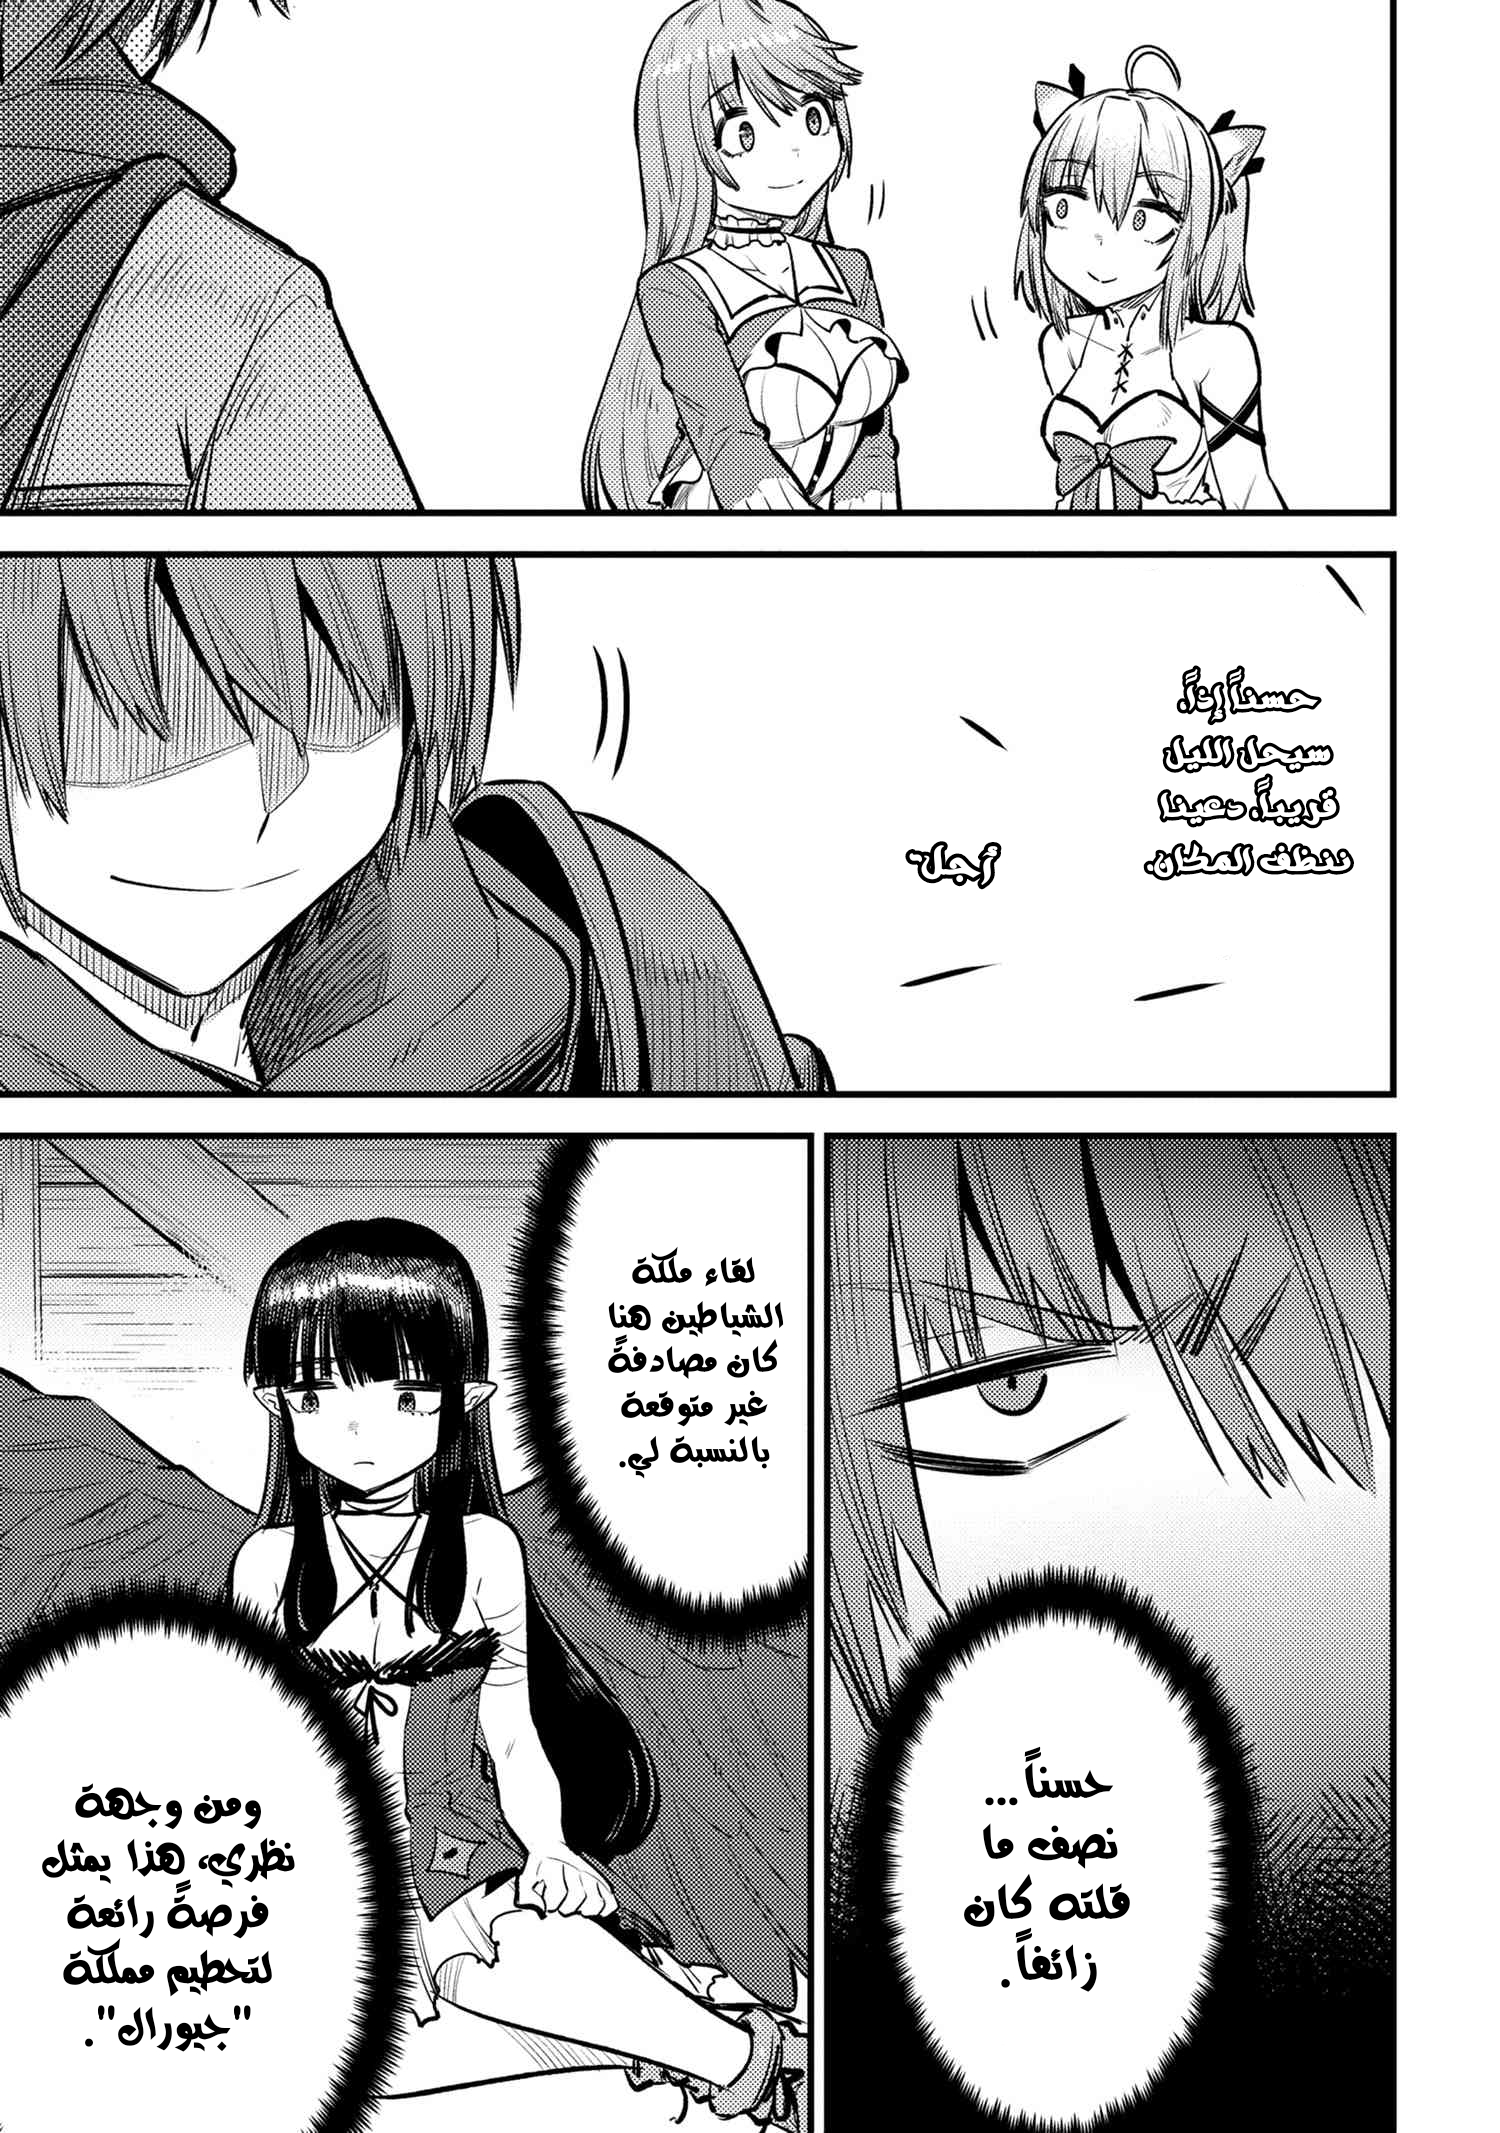 حسناً إذاً.
سيحل الليل
قريباً. دعينا
ننظف المكان.
أجل~
حسناً...
نصف ما
قلته كان
زائفاً.
لقاء ملكة
الشياطين هنا
كان مصادفةً
غير متوقعة
بالنسبة لي.
ومن وجهة
نظري، هذا يمثل
فرصةً رائعة
لتحطيم مملكة
"جيورال".